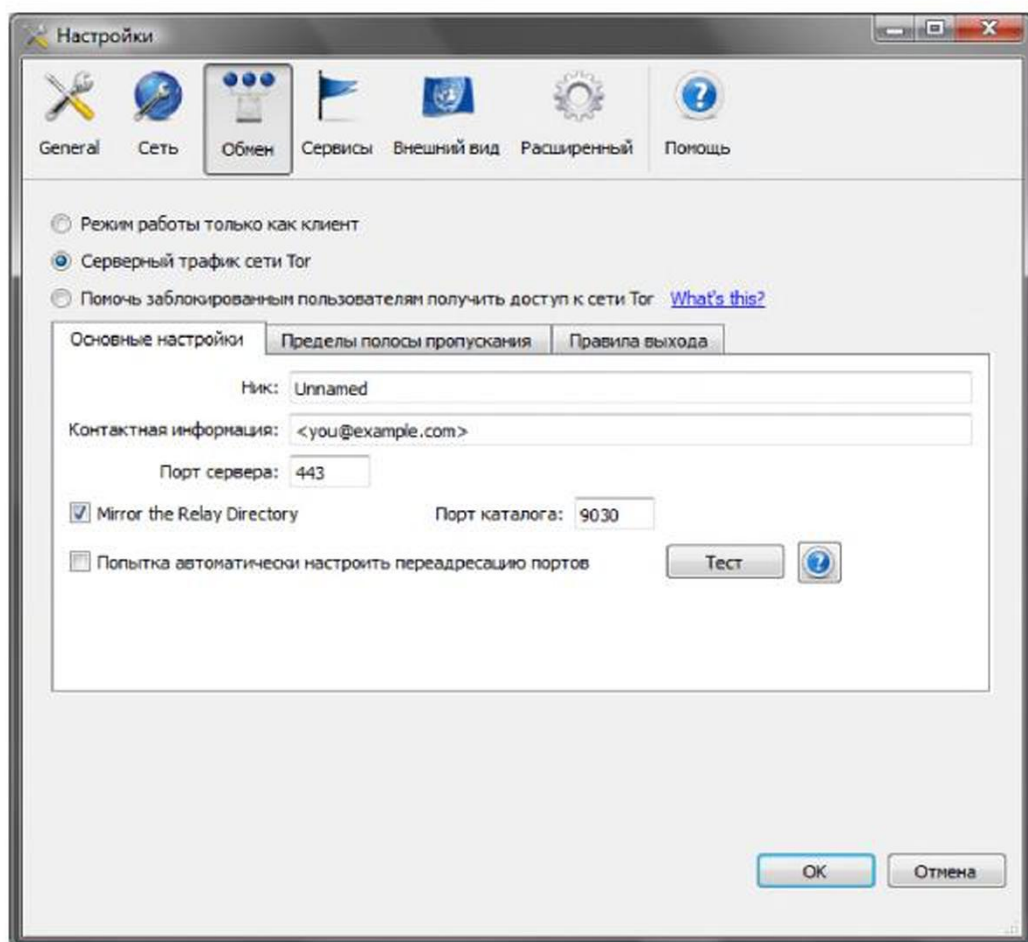 Настройки
General Сеть Обмен Сервисы Внешний вид Расширенный Помощь
Режим работы только как клиент
Серверный трафик сети Tor
Помочь заблокированным пользователям получить доступ к сети Tor What's this?
Основные настройки Пределы полосы пропускания Правила выхода
Ник: Unnamed
Контактная информация: <you@example.com>
Порт сервера: 443
Mirror the Relay Directory Порт каталога: 9030
Попытка автоматически настроить переадресацию портов Тест
OK Отмена